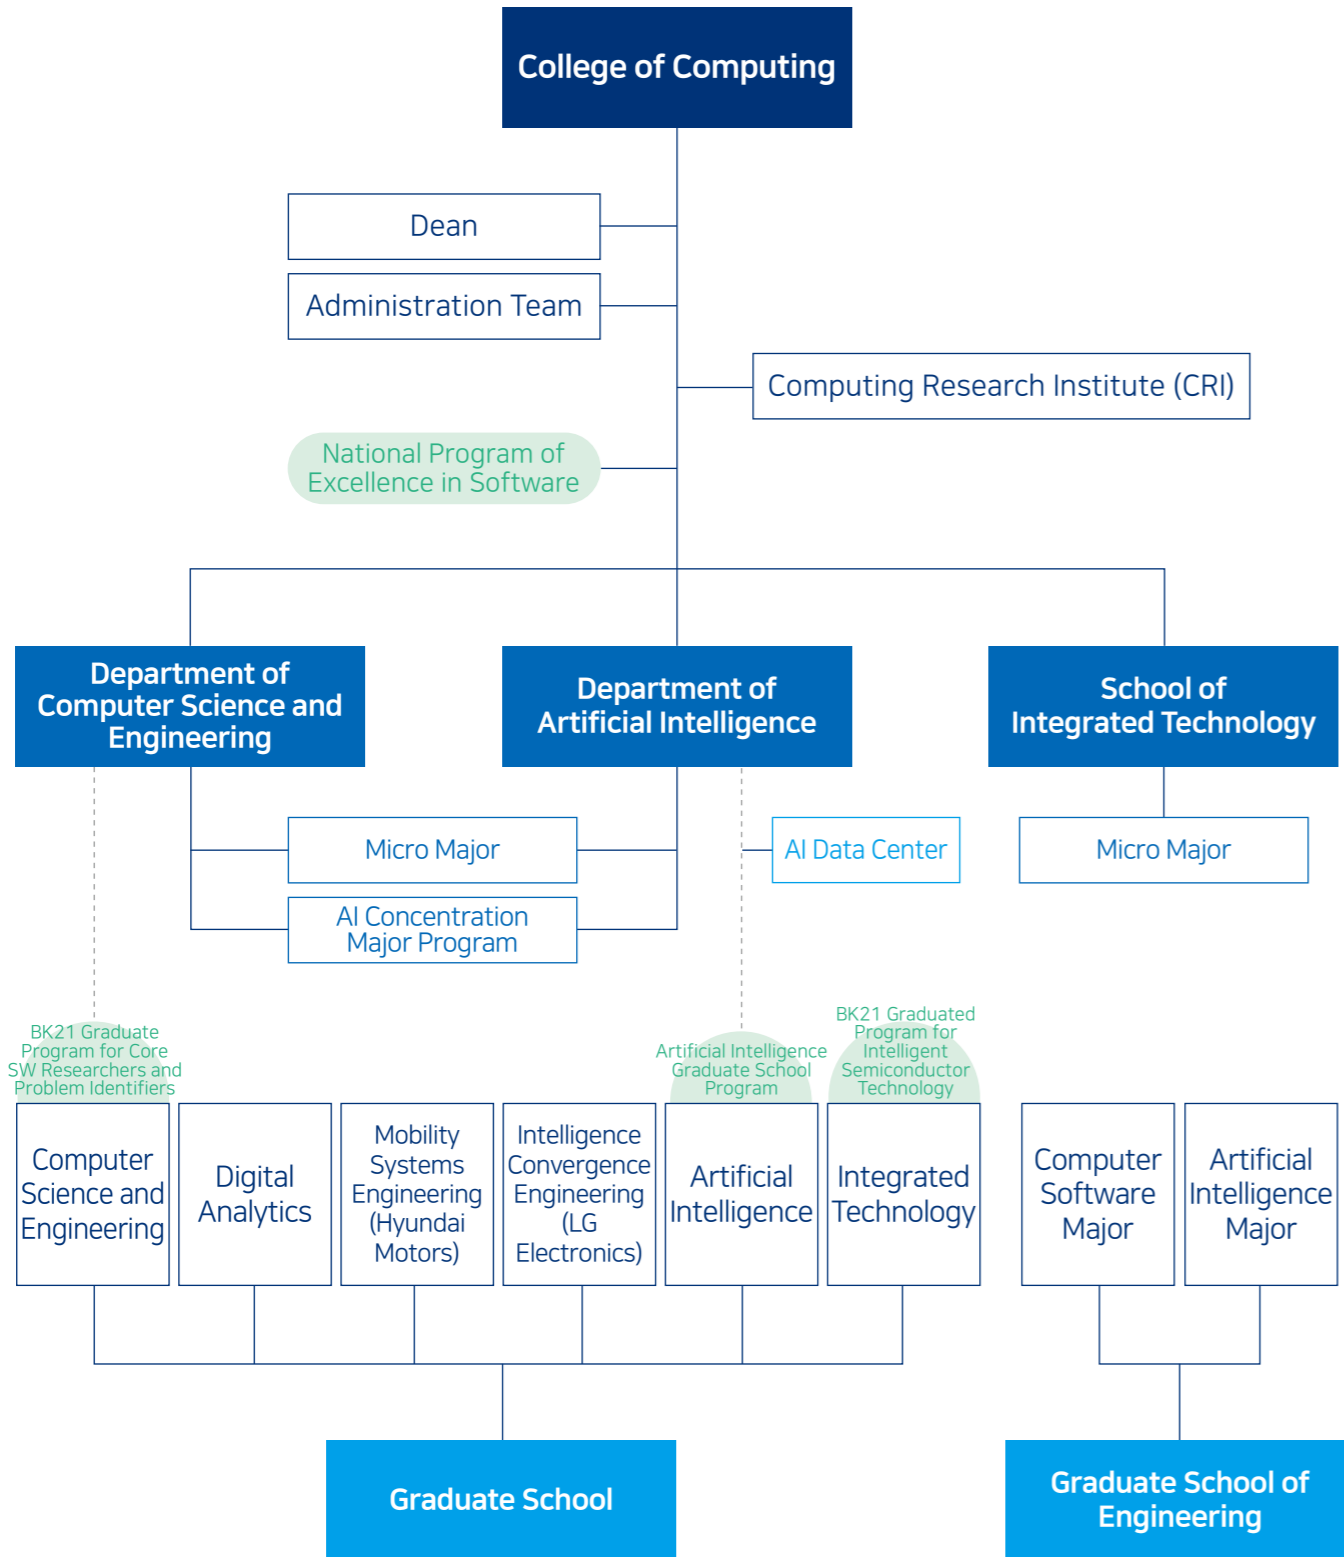 College of Computing
Dean
Administration Team
Computing Research Institute (CRI)
National Program of
Excellence in Software
Department of
Computer Science and
Engineering
Department of
Artificial Intelligence
School of
Integrated Technology
Micro Major
AI Data Center
Micro Major
AI Concentration
Major Program
BK21 Graduate
Program for Core
SW Researchers and
Problem Identifiers
Artificial Intelligence
Graduate School
Program
BK21 Graduated
Program for
Intelligent
Semiconductor
Technology
Computer
Science and
Engineering
Digital
Analytics
Mobility
Systems
Engineering
(Hyundai
Motors)
Intelligence
Convergence
Engineering
(LG
Electronics)
Artificial
Intelligence
Integrated
Technology
Computer
Software
Major
Artificial
Intelligence
Major
Graduate School
Graduate School of
Engineering